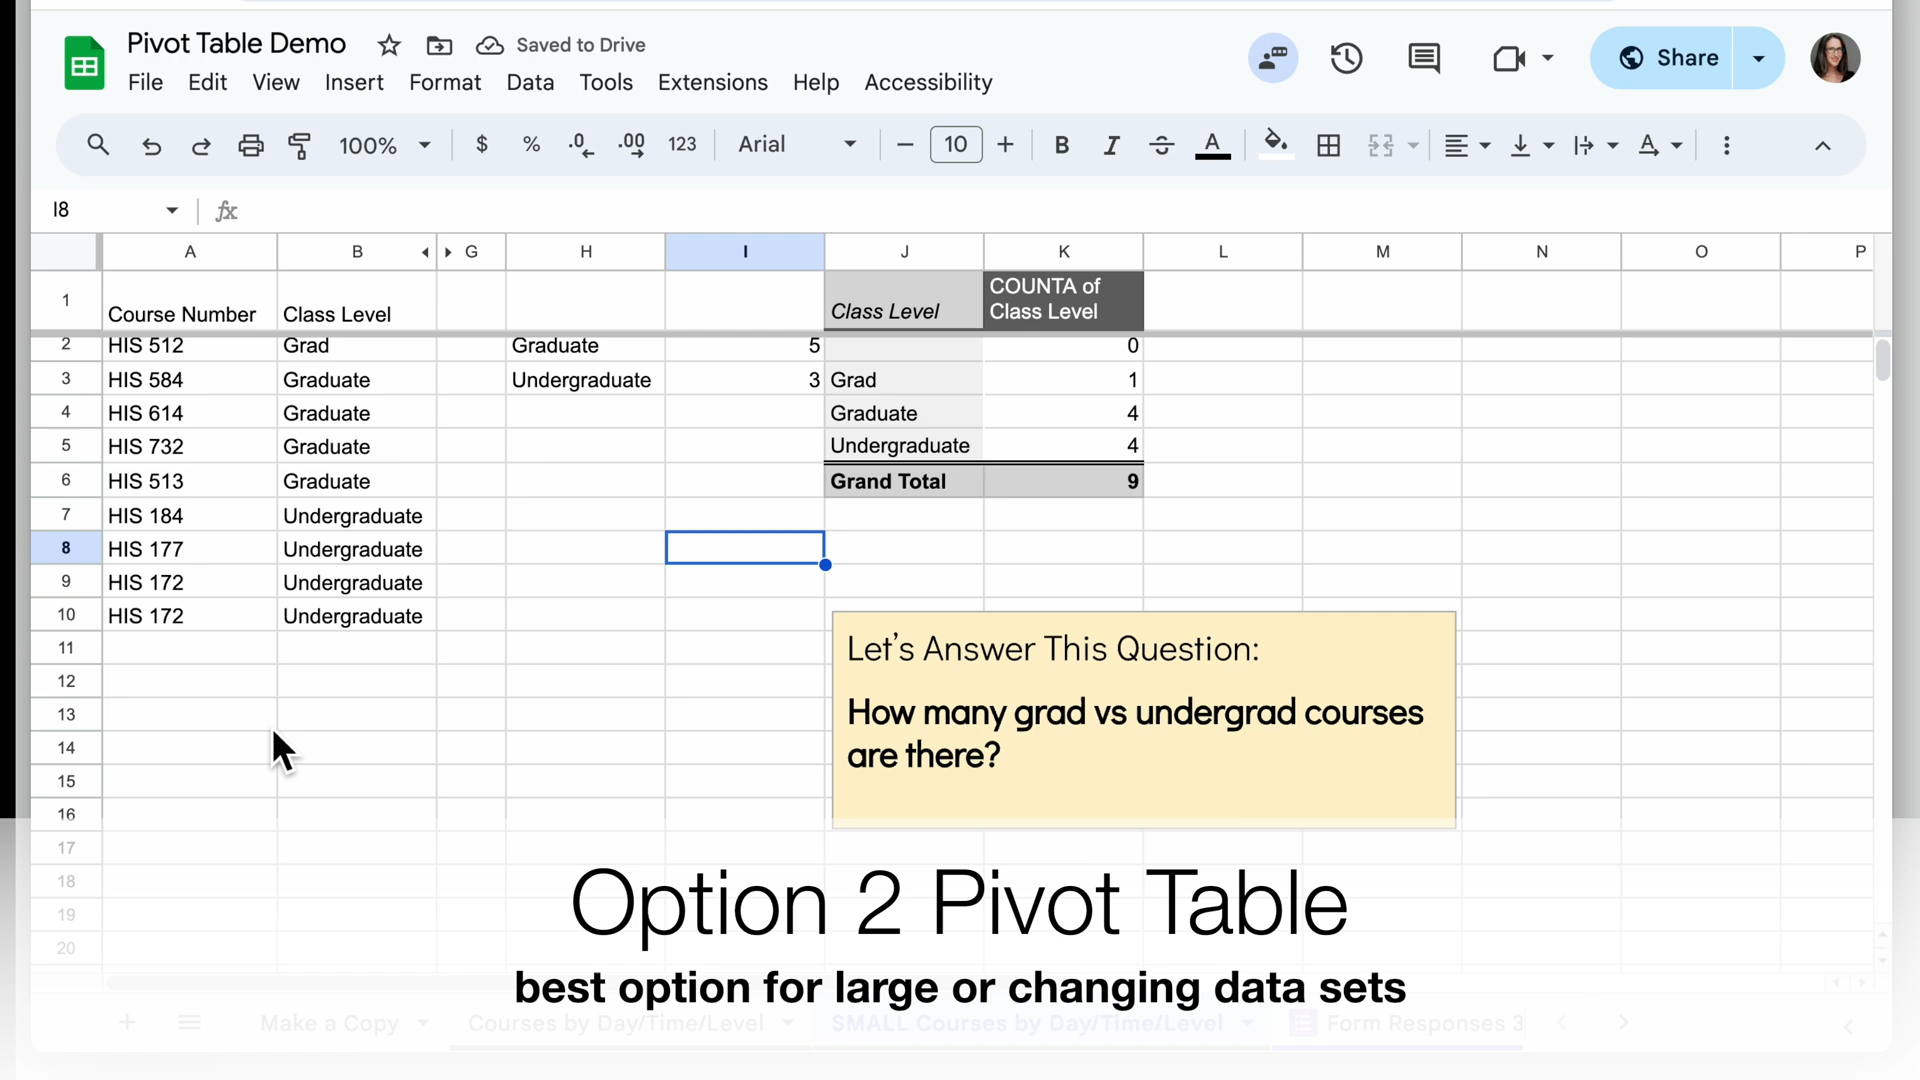 Pivot Table Demo Saved to Drive
File Edit View Insert Format Data Tools Extensions Help Accessibility
Share
100% $ % .0 .00 123 Arial 10 B I A
I8 fx
A B G H I J K L M N O P
1 Course Number Class Level Class Level COUNTA of
Class Level
2 HIS 512 Grad Graduate 5 0
3 HIS 584 Graduate Undergraduate 3 Grad 1
4 HIS 614 Graduate Graduate 4
5 HIS 732 Graduate Undergraduate 4
6 HIS 513 Graduate Grand Total 9
7 HIS 184 Undergraduate
8 HIS 177 Undergraduate
9 HIS 172 Undergraduate
10 HIS 172 Undergraduate
11
12
13
14
15
16
17
18
19
20
Let's Answer This Question:
How many grad vs undergrad courses
are there?
Option 2 Pivot Table
best option for large or changing data sets
Make a Copy Courses by Day/Time/Level SMALL Courses by Day/Time/Level Form Responses 3